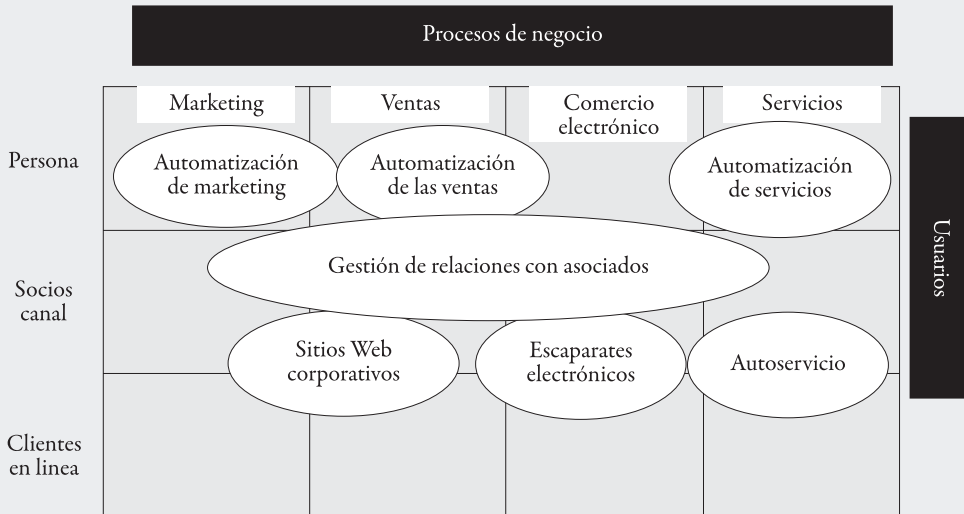 Procesos de negocio
Marketing
Ventas
Comercio
electrónico
Servicios
Persona
Automatización
de marketing
Automatización
de las ventas
Automatización
de servicios
Usuarios
Gestión de relaciones con asociados
Socios
canal
Sitios Web
corporativos
Escaparates
electrónicos
Autoservicio
Clientes
en linea